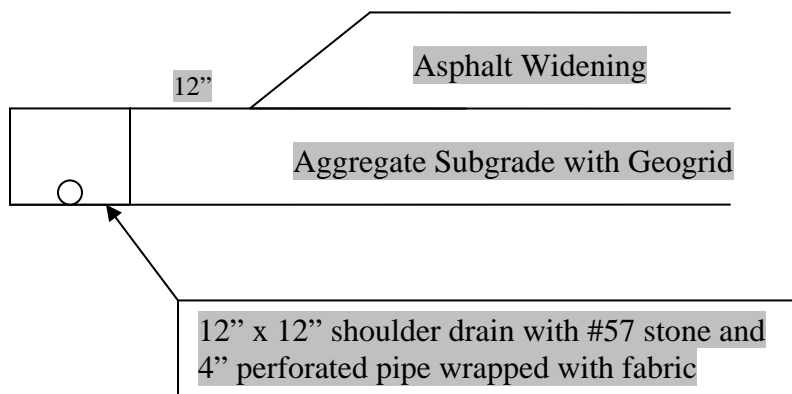 Asphalt Widening
12”
Aggregate Subgrade with Geogrid
12” x 12” shoulder drain with #57 stone and
4” perforated pipe wrapped with fabric